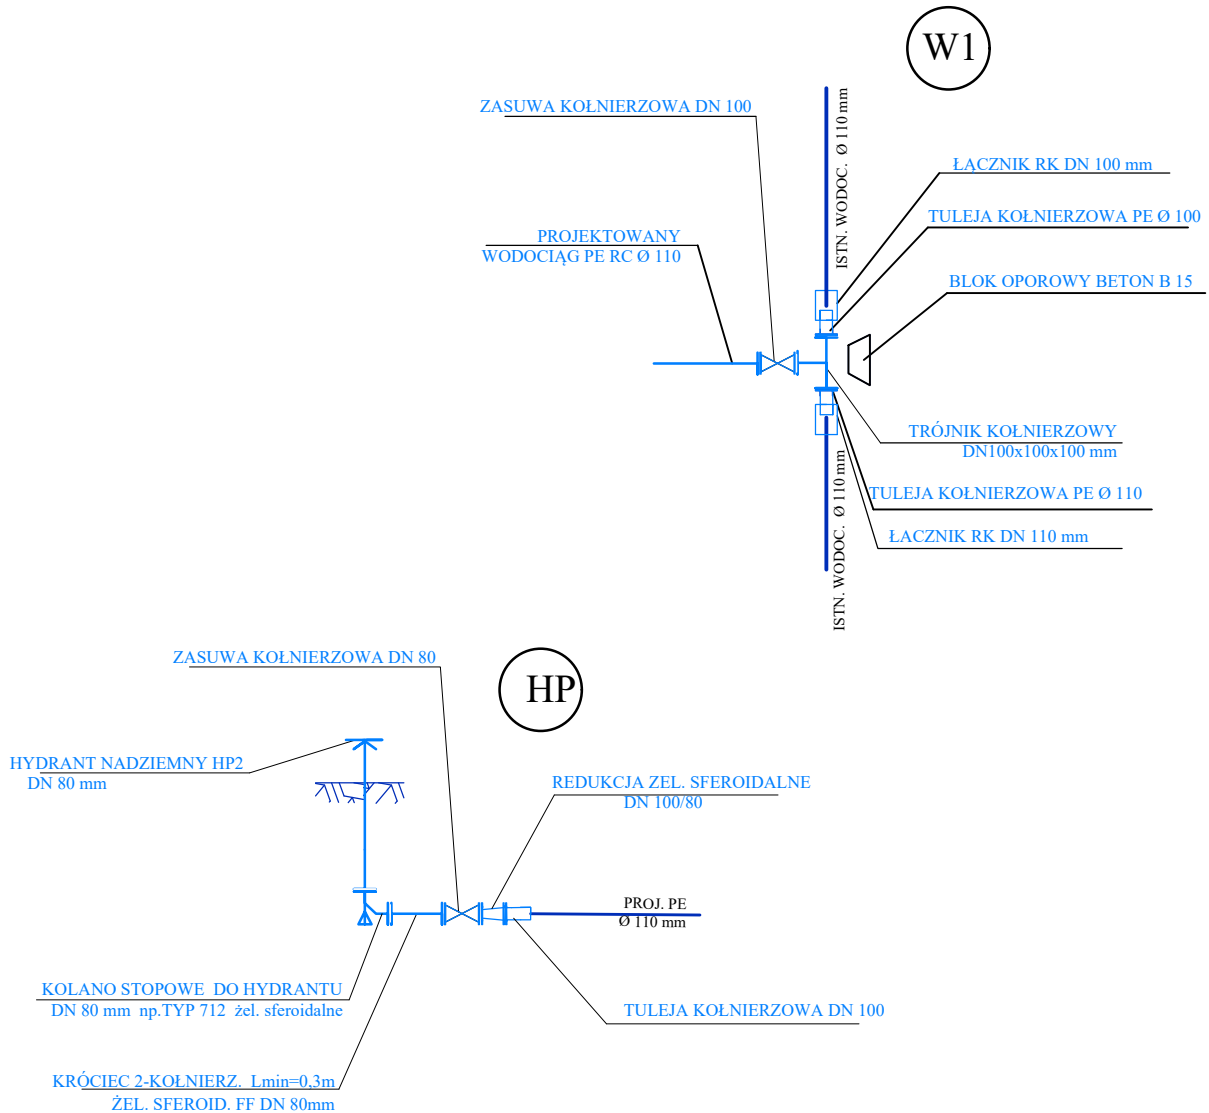 W1
ZASUWA KOŁNIERZOWA DN 100
ISTN. WODOC. Ø 110 mm
ŁĄCZNIK RK DN 100 mm
TULEJA KOŁNIERZOWA PE Ø 100
PROJEKTOWANY
WODOCIĄG PE RC Ø 110
BLOK OPOROWY BETON B 15
TRÓJNIK KOŁNIERZOWY
DN100x100x100 mm
TULEJA KOŁNIERZOWA PE Ø 110
ŁACZNIK RK DN 110 mm
ISTN. WODOC. Ø 110 mm
ZASUWA KOŁNIERZOWA DN 80
HP
HYDRANT NADZIEMNY HP2
DN 80 mm
REDUKCJA ZEL. SFEROIDALNE
DN 100/80
PROJ. PE
Ø 110 mm
KOLANO STOPOWE DO HYDRANTU
DN 80 mm np.TYP 712 żel. sferoidalne
TULEJA KOŁNIERZOWA DN 100
KRÓCIEC 2-KOŁNIERZ. Lmin=0,3m
ŻEL. SFEROID. FF DN 80mm